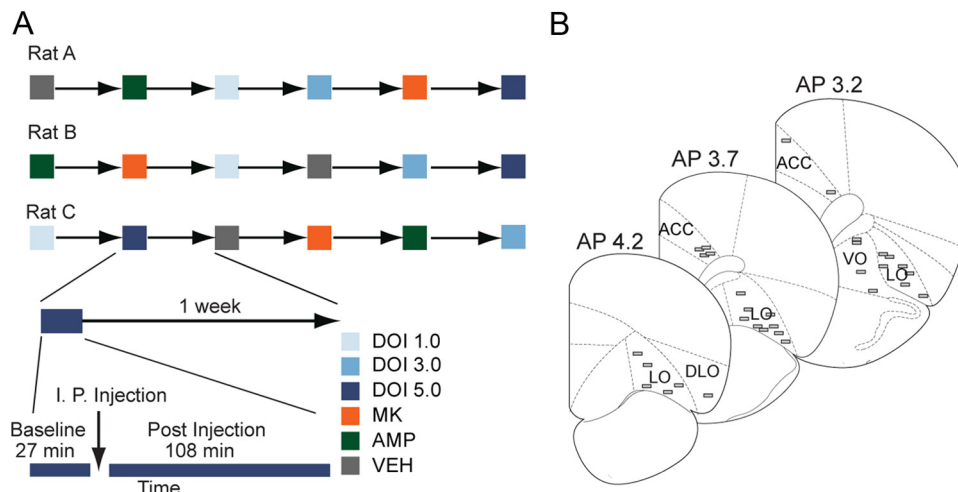 A
Rat A
Rat B
Rat C
1 week
I. P. Injection
Baseline
27 min
Post Injection
108 min
Time
DOI 1.0
DOI 3.0
DOI 5.0
MK
AMP
VEH
B
AP 3.2
ACC
VO
LO
AP 3.7
ACC
LO
AP 4.2
LO
DLO